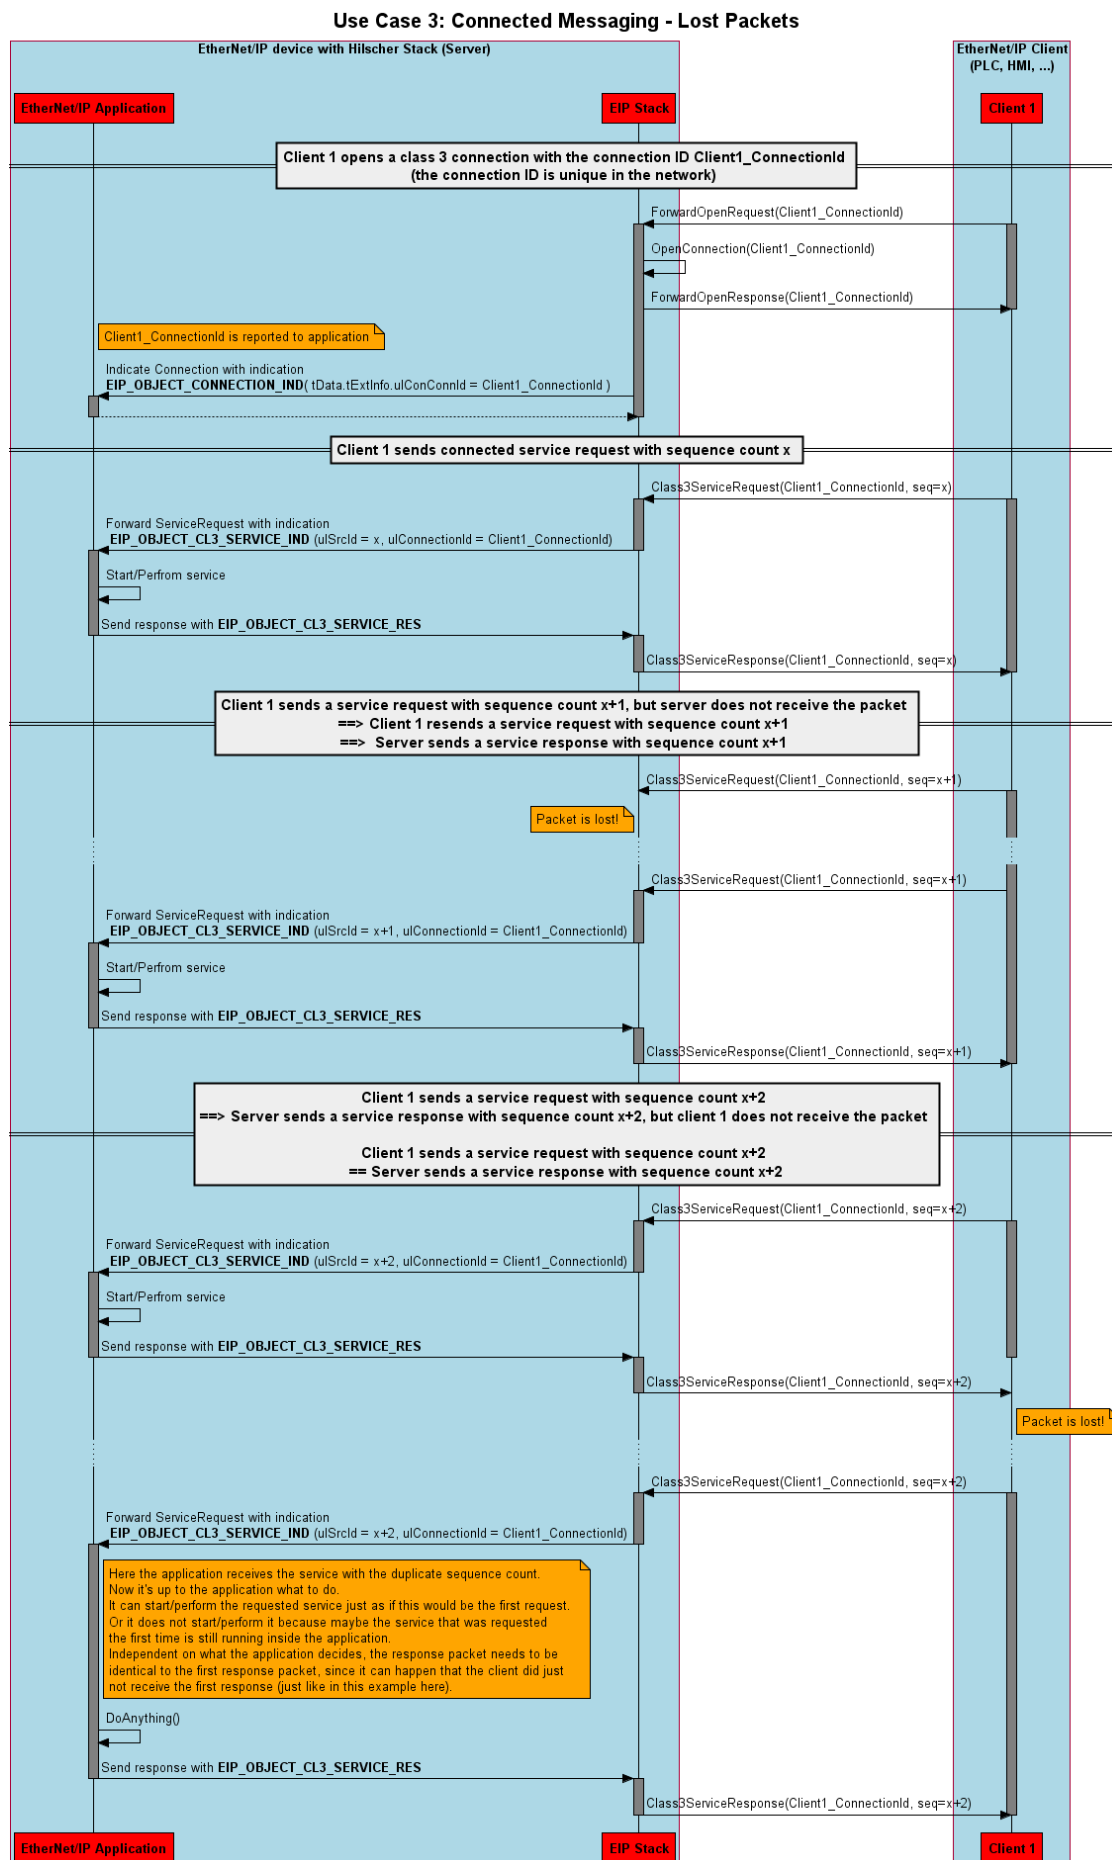 Use Case 3: Connected Messaging - Lost Packets
EtherNet/IP device with Hilscher Stack (Server)
EtherNet/IP Client
(PLC, HMI, ...)
EtherNet/IP Application
EIP Stack
Client 1
Client 1 opens a class 3 connection with the connection ID Client1_ConnectionId
(the connection ID is unique in the network)
ForwardOpenRequest(Client1_ConnectionId)
OpenConnection(Client1_ConnectionId)
ForwardOpenResponse(Client1_ConnectionId)
Client1_ConnectionId is reported to application
Indicate Connection with indication
EIP_OBJECT_CONNECTION_IND( tData.tExtInfo.ulConConnId = Client1_ConnectionId )
Client 1 sends connected service request with sequence count x
Class3ServiceRequest(Client1_ConnectionId, seq=x)
Forward ServiceRequest with indication
EIP_OBJECT_CL3_SERVICE_IND (ulSrcId = x, ulConnectionId = Client1_ConnectionId)
Start/Perfrom service
Send response with EIP_OBJECT_CL3_SERVICE_RES
Class3ServiceResponse(Client1_ConnectionId, seq=x)
Client 1 sends a service request with sequence count x+1, but server does not receive the packet
==> Client 1 resends a service request with sequence count x+1
==> Server sends a service response with sequence count x+1
Class3ServiceRequest(Client1_ConnectionId, seq=x+1)
Packet is lost!
Class3ServiceRequest(Client1_ConnectionId, seq=x+1)
Forward ServiceRequest with indication
EIP_OBJECT_CL3_SERVICE_IND (ulSrcId = x+1, ulConnectionId = Client1_ConnectionId)
Start/Perfrom service
Send response with EIP_OBJECT_CL3_SERVICE_RES
Class3ServiceResponse(Client1_ConnectionId, seq=x+1)
Client 1 sends a service request with sequence count x+2
==> Server sends a service response with sequence count x+2, but client 1 does not receive the packet
Client 1 sends a service request with sequence count x+2
== Server sends a service response with sequence count x+2
Class3ServiceRequest(Client1_ConnectionId, seq=x+2)
Forward ServiceRequest with indication
EIP_OBJECT_CL3_SERVICE_IND (ulSrcId = x+2, ulConnectionId = Client1_ConnectionId)
Start/Perfrom service
Send response with EIP_OBJECT_CL3_SERVICE_RES
Class3ServiceResponse(Client1_ConnectionId, seq=x+2)
Packet is lost!
Class3ServiceRequest(Client1_ConnectionId, seq=x+2)
Forward ServiceRequest with indication
EIP_OBJECT_CL3_SERVICE_IND (ulSrcId = x+2, ulConnectionId = Client1_ConnectionId)
Here the application receives the service with the duplicate sequence count.
Now it's up to the application what to do.
It can start/perform the requested service just as if this would be the first request.
Or it does not start/perform it because maybe the service that was requested
the first time is still running inside the application.
Independent on what the application decides, the response packet needs to be
identical to the first response packet, since it can happen that the client did just
not receive the first response (just like in this example here).
DoAnything()
Send response with EIP_OBJECT_CL3_SERVICE_RES
Class3ServiceResponse(Client1_ConnectionId, seq=x+2)
EtherNet/IP Application
EIP Stack
Client 1